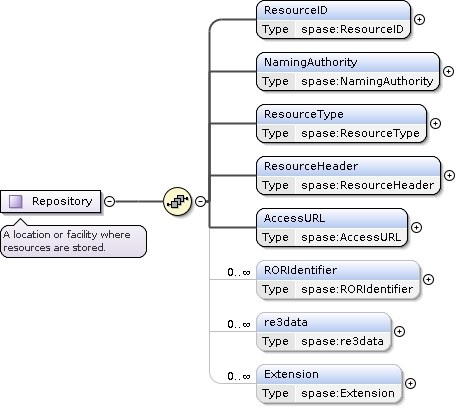 ResourceID
Type spase:ResourceID
NamingAuthority
Type spase:NamingAuthority
ResourceType
Type spase:ResourceType
ResourceHeader
Type spase:ResourceHeader
Repository
AccessURL
Type spase:AccessURL
A location or facility where
resources are stored.
0..∞
RORIdentifier
Type spase:RORIdentifier
0..∞
re3data
Type spase:re3data
0..∞
Extension
Type spase:Extension